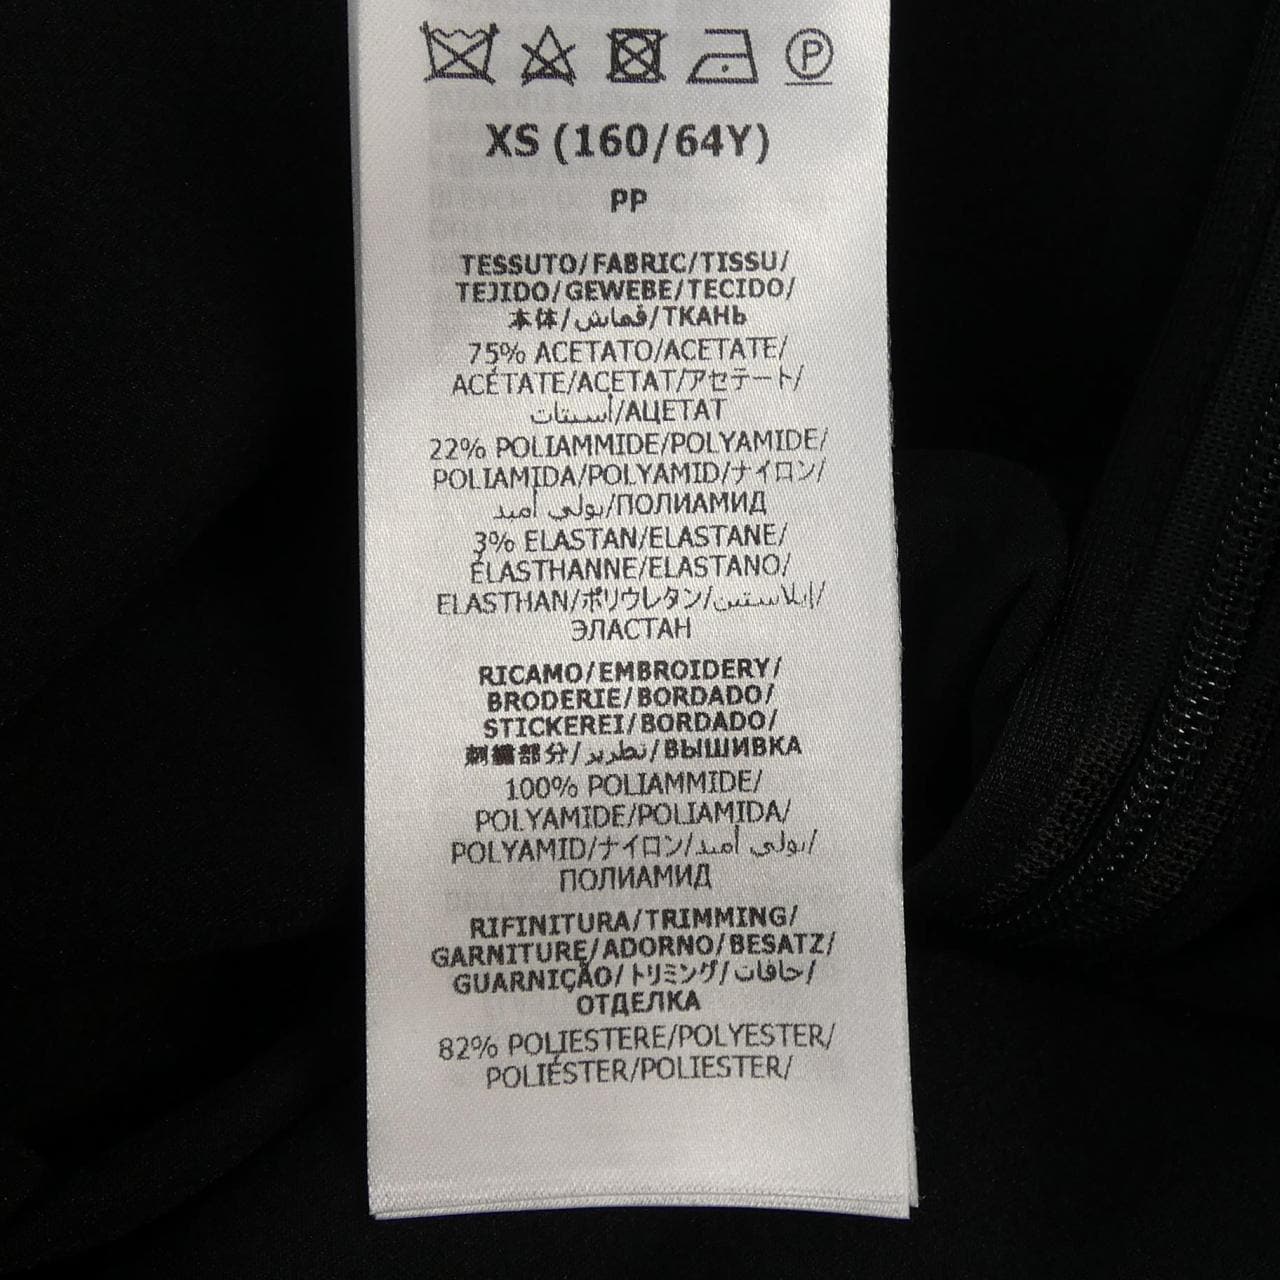 P
XS (160/64Y)
PP
TESSUTO/FABRIC/TISSU/
TEJIDO/GEWEBE/TECIDO/
本体/قماش/ТКАНЬ
75% ACETATO/ACETATE/
ACÉTATE/ACETAT/アセテート/
أسيتات/АЦЕТАТ
22% POLIAMMIDE/POLYAMIDE/
POLIAMIDA/POLYAMID/ナイロン/
بولي أميد/ПОЛИАМИД
3% ELASTAN/ELASTANE/
ÉLASTHANNE/ELASTANO/
ELASTHAN/ポリウレタン/إيلاستين/
ЭЛАСТАН
RICAMO/EMBROIDERY/
BRODERIE/BORDADO/
STICKEREI/BORDADO/
刺繍部分/تطريز/ВЫШИВКА
100% POLIAMMIDE/
POLYAMIDE/POLIAMIDA/
POLYAMID/ナイロン/بولي أميد/
ПОЛИАМИД
RIFINITURA/TRIMMING/
GARNITURE/ADORNO/BESATZ/
GUARNIÇÃO/トリミング/حافات/
ОТДЕЛКА
82% POLIESTERE/POLYESTER/
POLIÉSTER/POLIESTER/